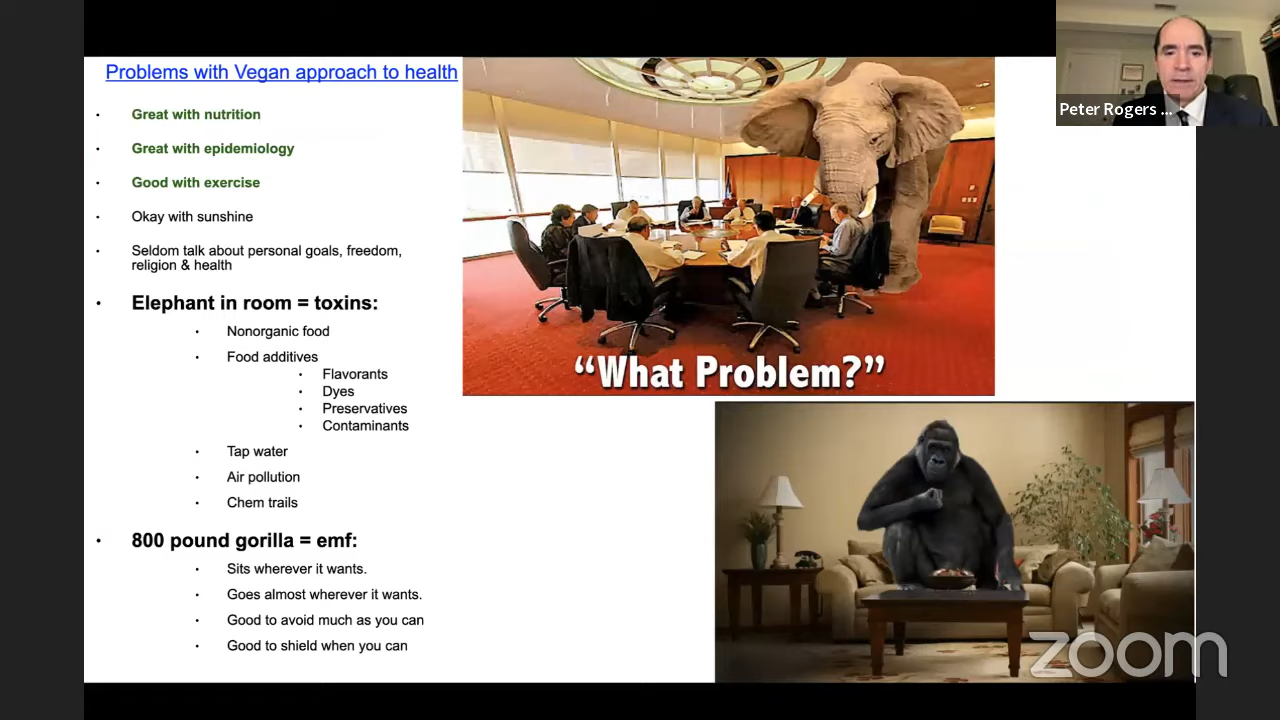 Problems with Vegan approach to health
Great with nutrition
Great with epidemiology
Good with exercise
Okay with sunshine
Seldom talk about personal goals, freedom,
religion & health
Elephant in room = toxins:
Nonorganic food
Food additives
Flavorants
Dyes
Preservatives
Contaminants
Tap water
Air pollution
Chem trails
800 pound gorilla = emf:
Sits wherever it wants.
Goes almost wherever it wants.
Good to avoid much as you can
Good to shield when you can
“What Problem?”
Peter Rogers ...
zoom